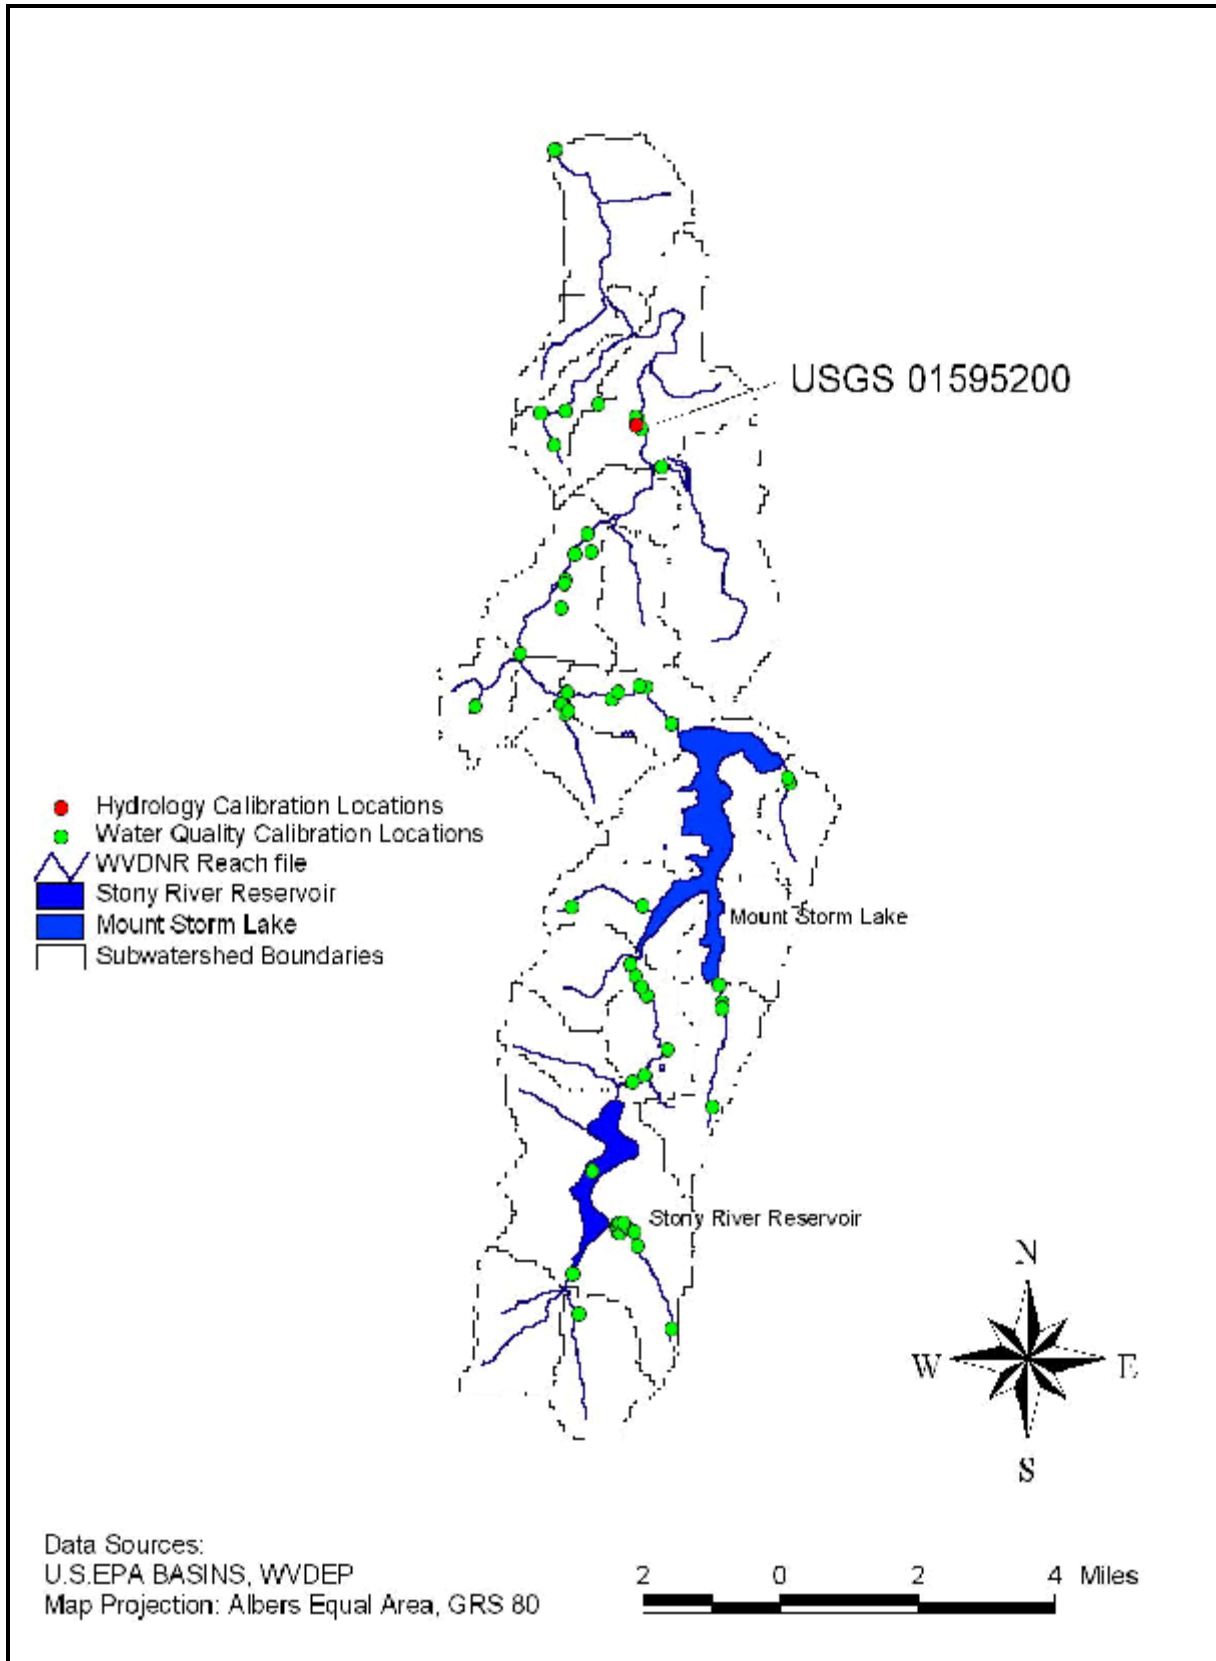 USGS 01595200
Hydrology Calibration Locations
Water Quality Calibration Locations
WVDNR Reach file
Stony River Reservoir
Mount Storm Lake
Subwatershed Boundaries
Mount Storm Lake
Stony River Reservoir
N
W E
S
Data Sources:
U.S.EPA BASINS, WVDEP
Map Projection: Albers Equal Area, GRS 80
2 0 2 4 Miles